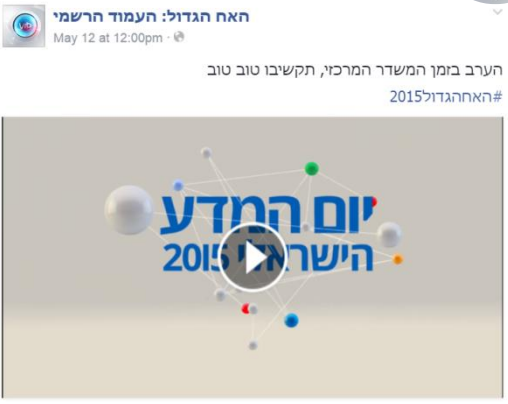 האח הגדול: העמוד הרשמי
May 12 at 12:00pm ·
הערב בזמן המשדר המרכזי, תקשיבו טוב טוב
#האחהגדול2015
יום המדע
הישראלי 2015